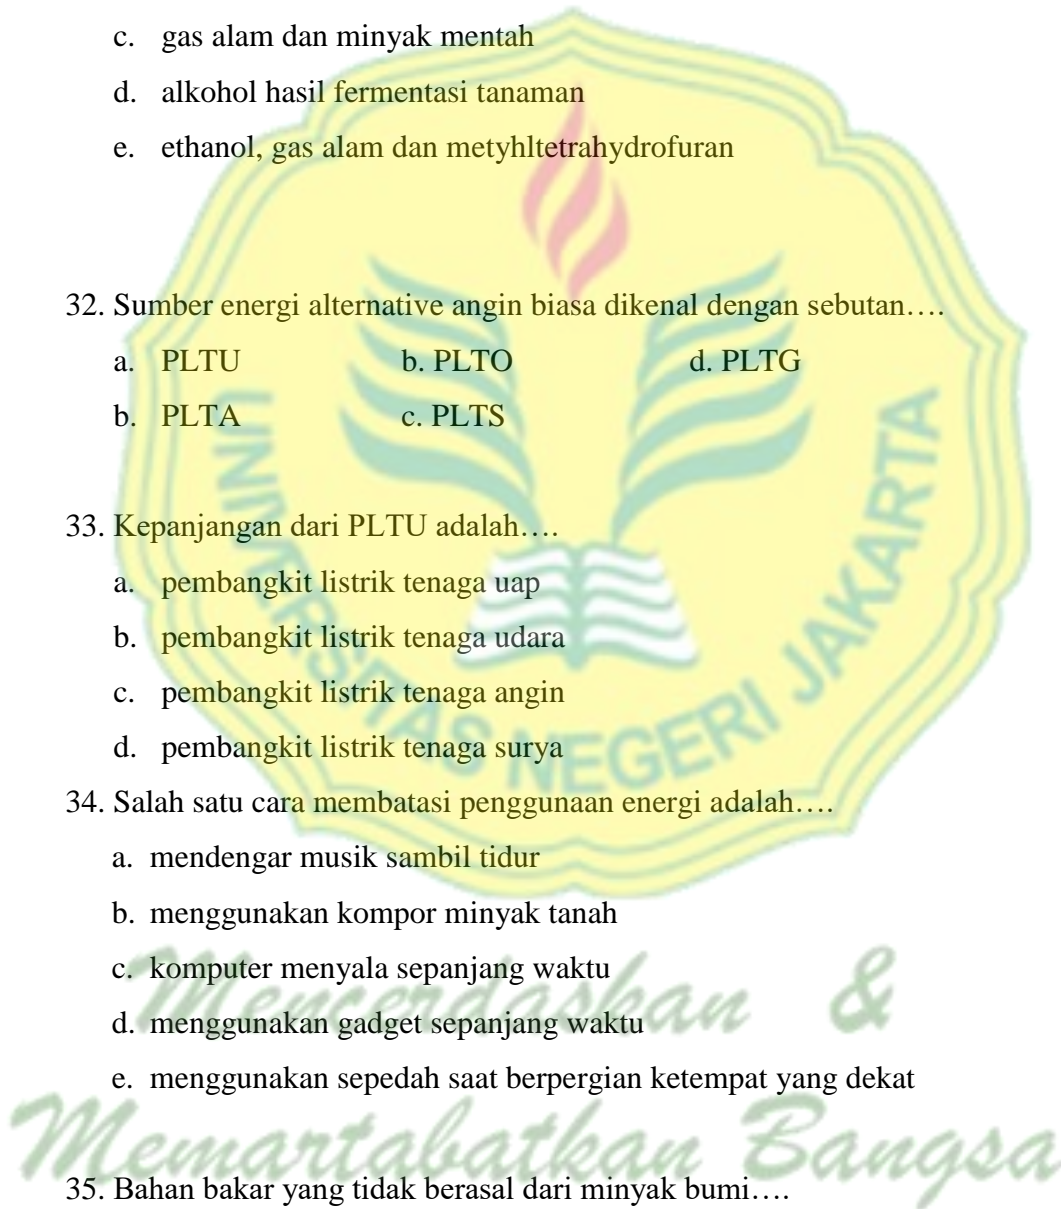 c. gas alam dan minyak mentah
d. alkohol hasil fermentasi tanaman
e. ethanol, gas alam dan metyhltetrahydrofuran
32. Sumber energi alternative angin biasa dikenal dengan sebutan….
a. PLTU b. PLTO d. PLTG
b. PLTA c. PLTS
33. Kepanjangan dari PLTU adalah….
a. pembangkit listrik tenaga uap
b. pembangkit listrik tenaga udara
c. pembangkit listrik tenaga angin
d. pembangkit listrik tenaga surya
34. Salah satu cara membatasi penggunaan energi adalah….
a. mendengar musik sambil tidur
b. menggunakan kompor minyak tanah
c. komputer menyala sepanjang waktu
d. menggunakan gadget sepanjang waktu
e. menggunakan sepedah saat berpergian ketempat yang dekat
35. Bahan bakar yang tidak berasal dari minyak bumi….
UNIVERSITAS NEGERI JAKARTA
Mencerdaskan &
Memartabatkan Bangsa